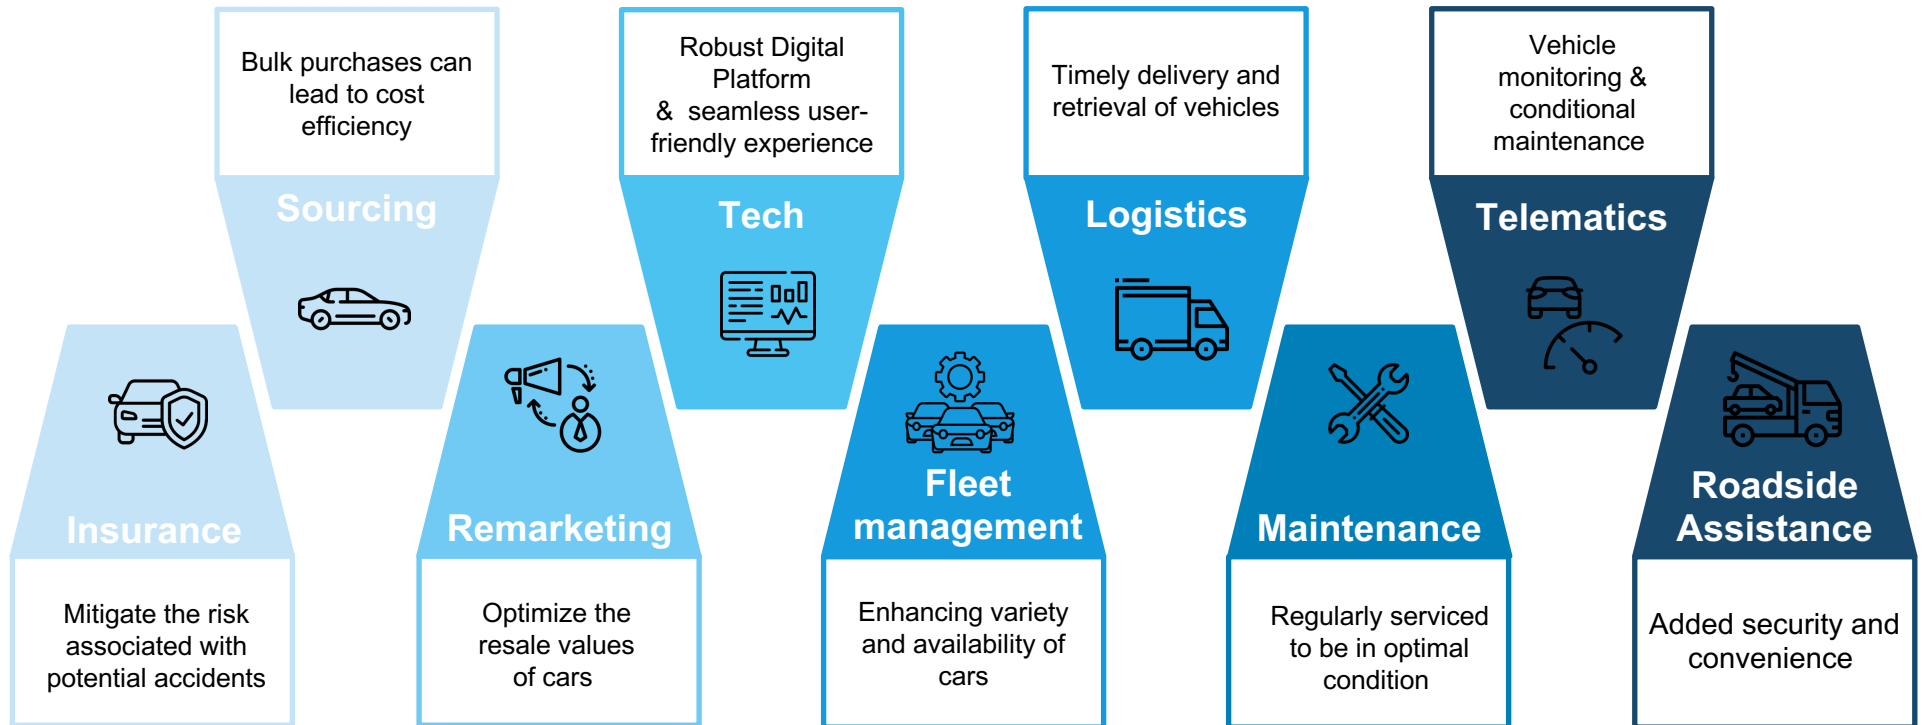 Bulk purchases can
lead to cost
efficiency
Sourcing
Robust Digital
Platform
& seamless user-
friendly experience
Tech
Timely delivery and
retrieval of vehicles
Logistics
Vehicle
monitoring &
conditional
maintenance
Telematics
Insurance
Mitigate the risk
associated with
potential accidents
Remarketing
Optimize the
resale values
of cars
Fleet
management
Enhancing variety
and availability of
cars
Maintenance
Regularly serviced
to be in optimal
condition
Roadside
Assistance
Added security and
convenience